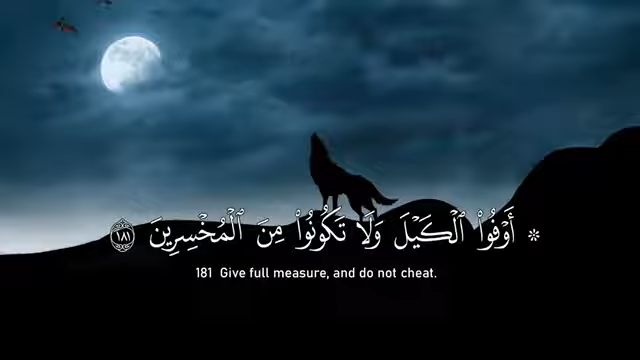 ۞ أَوْفُوا۟ ٱلْكَيْلَ وَلَا تَكُونُوا۟ مِنَ ٱلْمُخْسِرِينَ ١٨١
181 Give full measure, and do not cheat.